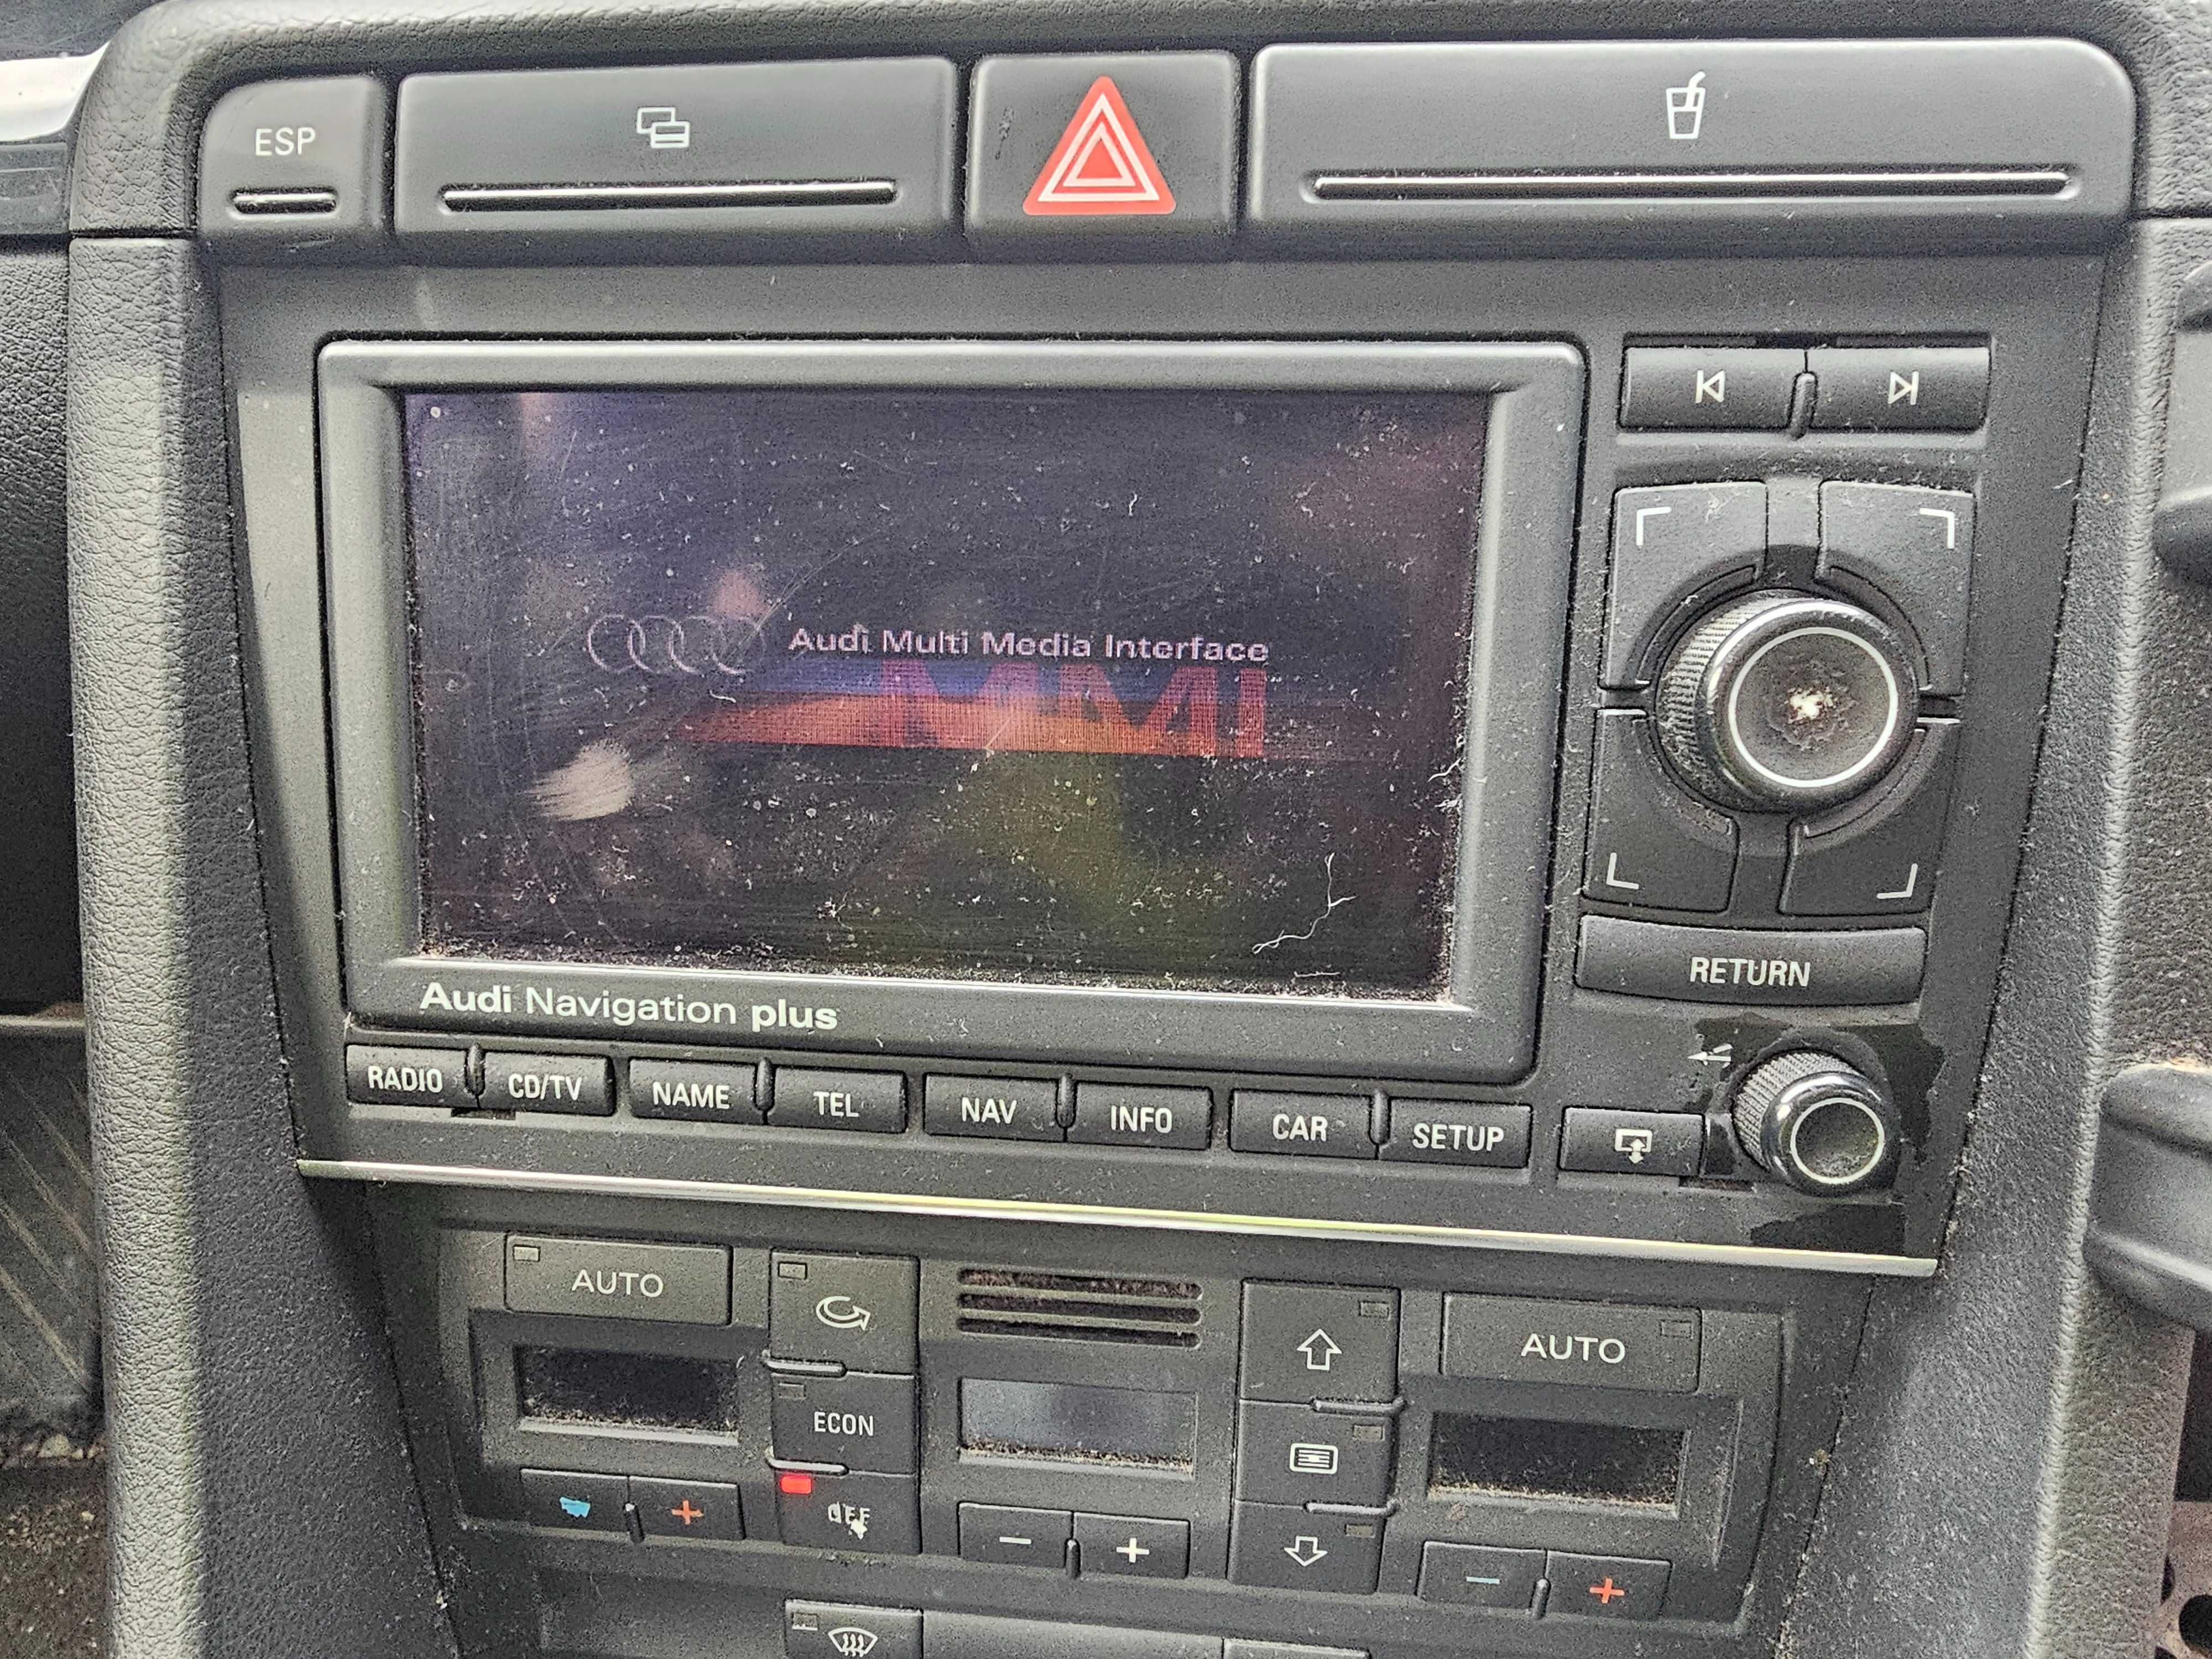 ESP
Audi Multi Media Interface
MMI
Audi Navigation plus
RADIO CD/TV NAME TEL NAV INFO CAR SETUP
RETURN
AUTO
AUTO
ECON